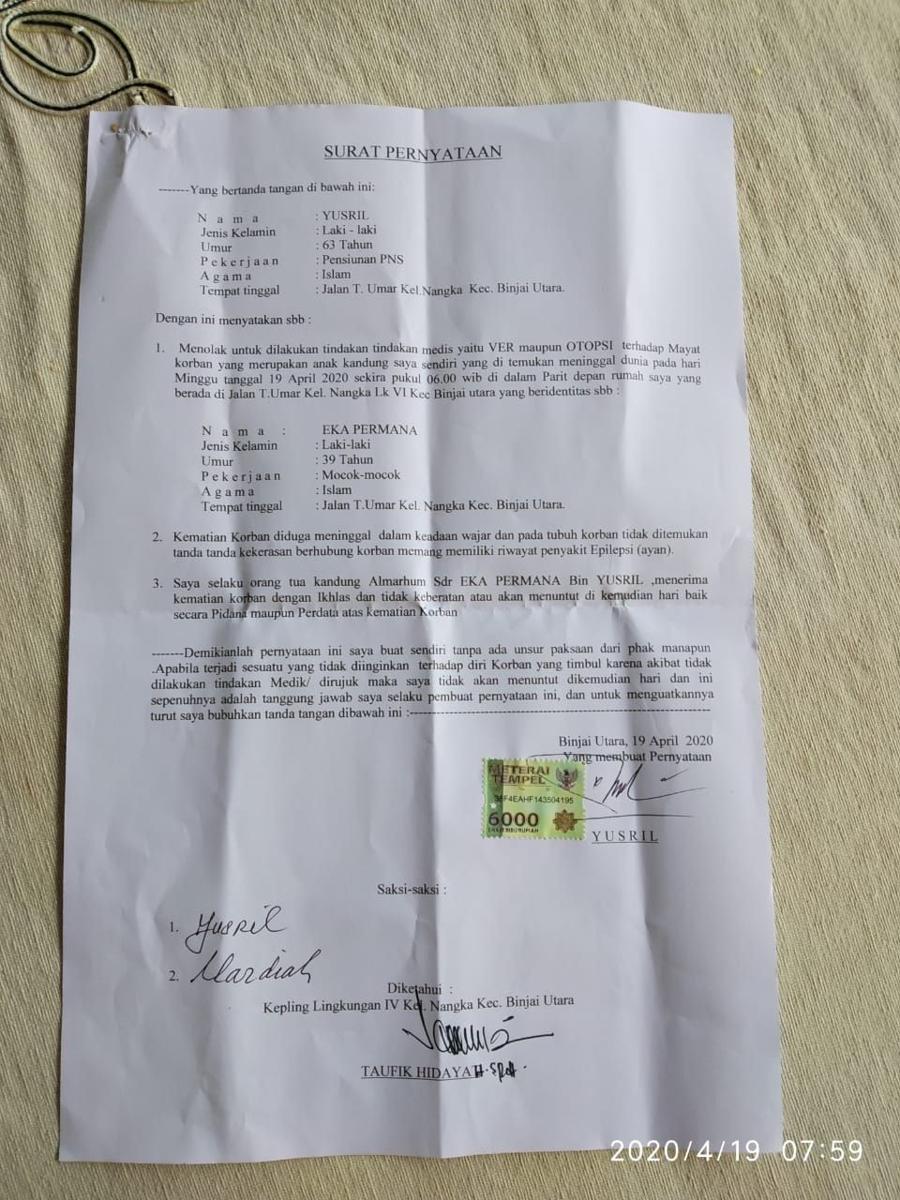 SURAT PERNYATAAN
-------Yang bertanda tangan di bawah ini:
N a m a : YUSRIL
Jenis Kelamin : Laki - laki
Umur : 63 Tahun
P e k e r j a a n : Pensiunan PNS
A g a m a : Islam
Tempat tinggal : Jalan T. Umar Kel.Nangka Kec. Binjai Utara.
Dengan ini menyatakan sbb :
1. Menolak untuk dilakukan tindakan tindakan medis yaitu VER maupun OTOPSI terhadap Mayat
korban yang merupakan anak kandung saya sendiri yang di temukan meninggal dunia pada hari
Minggu tanggal 19 April 2020 sekira pukul 06.00 wib di dalam Parit depan rumah saya yang
berada di Jalan T.Umar Kel. Nangka Lk VI Kec Binjai utara yang beridentitas sbb :
N a m a : EKA PERMANA
Jenis Kelamin : Laki-laki
Umur : 39 Tahun
P e k e r j a a n : Mocok-mocok
A g a m a : Islam
Tempat tinggal : Jalan T.Umar Kel. Nangka Kec. Binjai Utara.
2. Kematian Korban diduga meninggal dalam keadaan wajar dan pada tubuh korban tidak ditemukan
tanda tanda kekerasan berhubung korban memang memiliki riwayat penyakit Epilepsi (ayan).
3. Saya selaku orang tua kandung Almarhum Sdr EKA PERMANA Bin YUSRIL ,menerima
kematian korban dengan Ikhlas dan tidak keberatan atau akan menuntut di kemudian hari baik
secara Pidana maupun Perdata atas kematian Korban
-------Demikianlah pernyataan ini saya buat sendiri tanpa ada unsur paksaan dari phak manapun
.Apabila terjadi sesuatu yang tidak diinginkan terhadap diri Korban yang timbul karena akibat tidak
dilakukan tindakan Medik/ dirujuk maka saya tidak akan menuntut dikemudian hari dan ini
sepenuhnya adalah tanggung jawab saya selaku pembuat pernyataan ini, dan untuk menguatkannya
turut saya bubuhkan tanda tangan dibawah ini :-------------------------------------------------
Binjai Utara, 19 April 2020
Yang membuat Pernyataan
METERAI
TEMPEL
6000
ENAM RIBU RUPIAH
Y U S R I L
Saksi-saksi :
1. Yusril
2. Mardiah
Diketahui :
Kepling Lingkungan IV Kel. Nangka Kec. Binjai Utara
TAUFIK HIDAYAH
2020/4/19 07:59